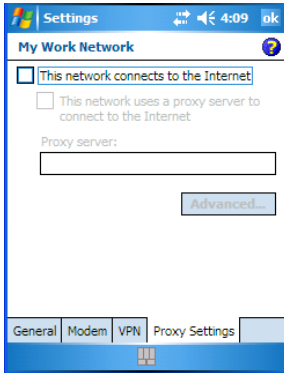 Settings 4:09 ok
My Work Network ?
This network connects to the Internet
This network uses a proxy server to
connect to the Internet
Proxy server:
Advanced...
General Modem VPN Proxy Settings